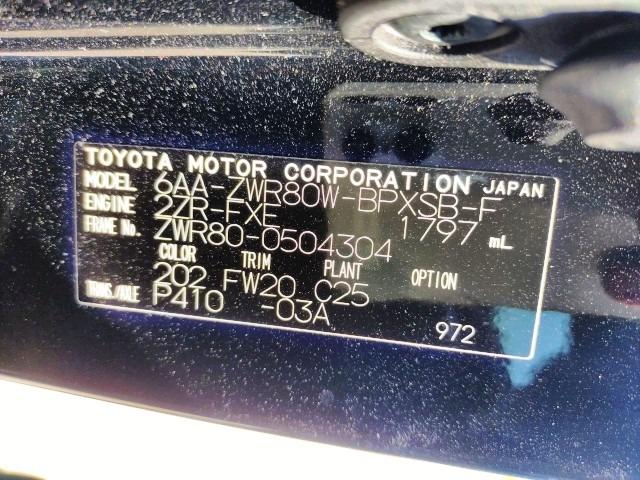 TOYOTA MOTOR CORPORATION JAPAN
MODEL 6AA-ZWR80W-BPXSB-F
ENGINE 2ZR-FXE 1797 mL
FRAME No. ZWR80-0504304
COLOR TRIM PLANT OPTION
202 FW20 C25
TRANS/AXLE P410 -03A
972